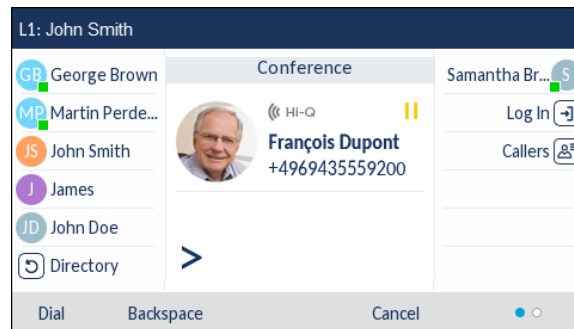 L1: John Smith
GB George Brown
MP Martin Perde...
JS John Smith
J James
JD John Doe
Directory
Conference
Hi-Q
François Dupont
+4969435559200
>
Samantha Br... S
Log In
Callers
Dial
Backspace
Cancel